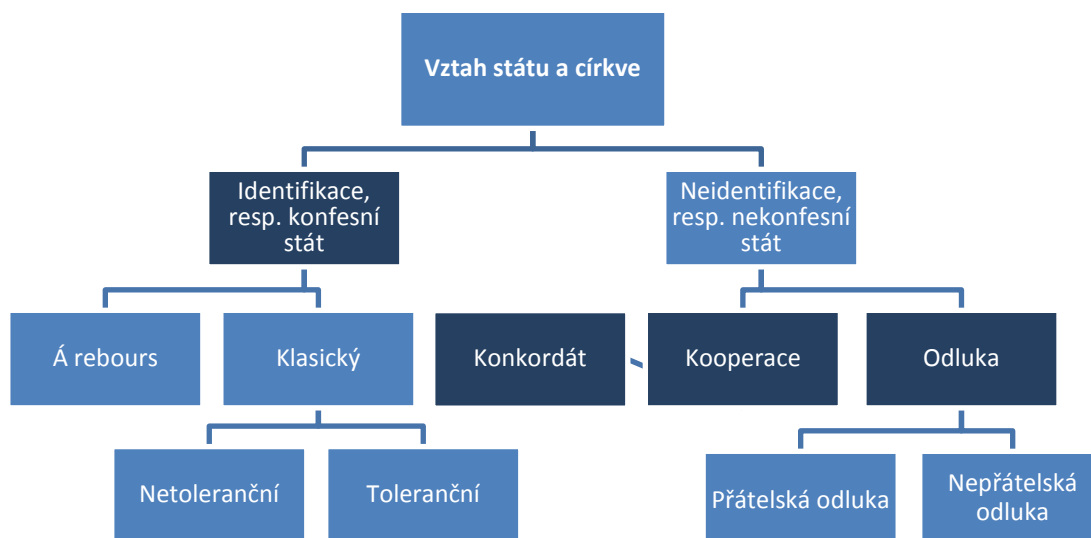 Vztah státu a církve
Identifikace,
resp. konfesní
stát
Neidentifikace,
resp. nekonfesní
stát
Á rebours
Klasický
Konkordát
Kooperace
Odluka
Netoleranční
Toleranční
Přátelská odluka
Nepřátelská
odluka